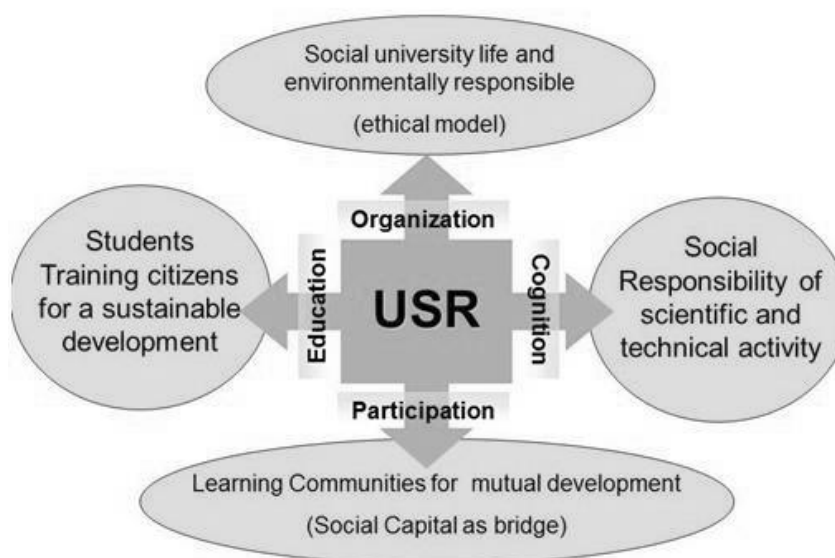 Social university life and
environmentally responsible
(ethical model)
Organization
Students
Training citizens
for a sustainable
development
Education
USR
Cognition
Social
Responsibility of
scientific and
technical activity
Participation
Learning Communities for mutual development
(Social Capital as bridge)